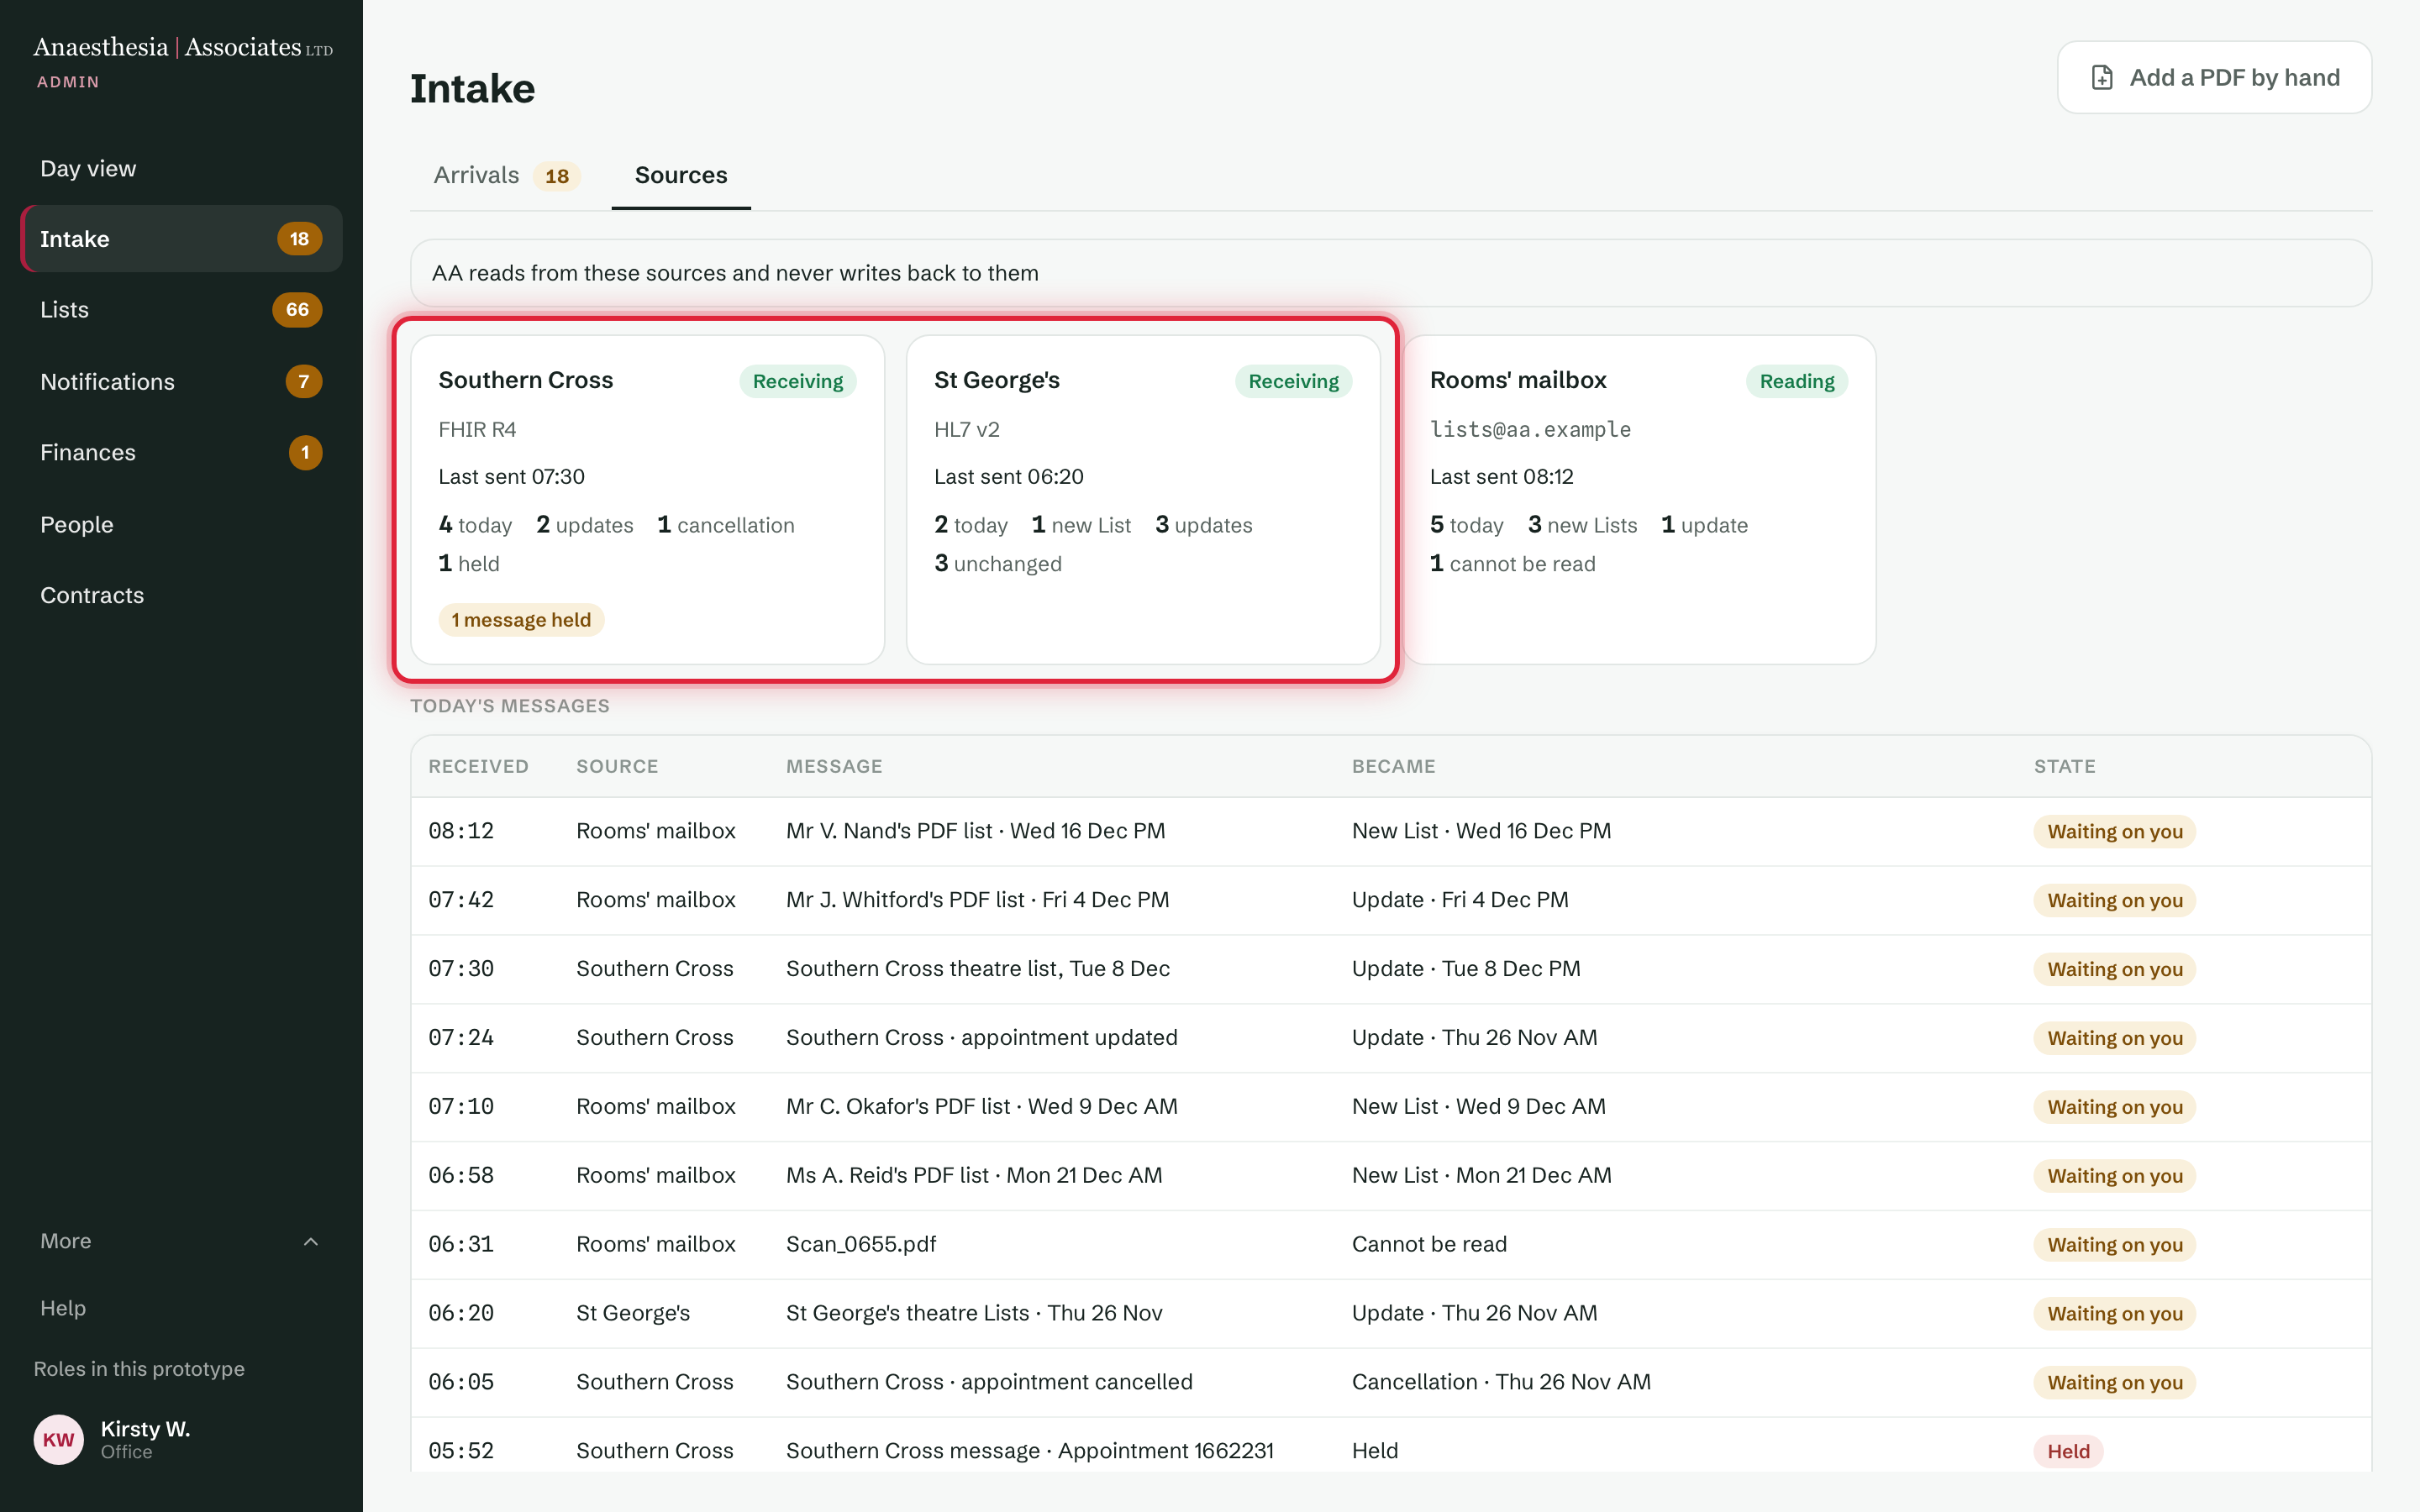 Anaesthesia | Associates LTD
ADMIN
Day view
Intake 18
Lists 66
Notifications 7
Finances 1
People
Contracts
More
Help
Roles in this prototype
KW
Kirsty W.
Office
Intake
Add a PDF by hand
Arrivals 18
Sources
AA reads from these sources and never writes back to them
Southern Cross Receiving
FHIR R4
Last sent 07:30
4 today 2 updates 1 cancellation
1 held
1 message held
St George's Receiving
HL7 v2
Last sent 06:20
2 today 1 new List 3 updates
3 unchanged
Rooms' mailbox Reading
lists@aa.example
Last sent 08:12
5 today 3 new Lists 1 update
1 cannot be read
TODAY'S MESSAGES
RECEIVED SOURCE MESSAGE BECAME STATE
08:12 Rooms' mailbox Mr V. Nand's PDF list · Wed 16 Dec PM New List · Wed 16 Dec PM Waiting on you
07:42 Rooms' mailbox Mr J. Whitford's PDF list · Fri 4 Dec PM Update · Fri 4 Dec PM Waiting on you
07:30 Southern Cross Southern Cross theatre list, Tue 8 Dec Update · Tue 8 Dec PM Waiting on you
07:24 Southern Cross Southern Cross · appointment updated Update · Thu 26 Nov AM Waiting on you
07:10 Rooms' mailbox Mr C. Okafor's PDF list · Wed 9 Dec AM New List · Wed 9 Dec AM Waiting on you
06:58 Rooms' mailbox Ms A. Reid's PDF list · Mon 21 Dec AM New List · Mon 21 Dec AM Waiting on you
06:31 Rooms' mailbox Scan_0655.pdf Cannot be read Waiting on you
06:20 St George's St George's theatre Lists · Thu 26 Nov Update · Thu 26 Nov AM Waiting on you
06:05 Southern Cross Southern Cross · appointment cancelled Cancellation · Thu 26 Nov AM Waiting on you
05:52 Southern Cross Southern Cross message · Appointment 1662231 Held Held